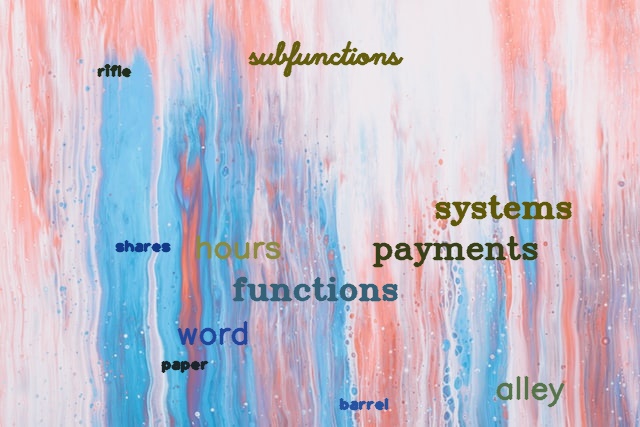 subfunctions
rifle
systems
shares
hours
payments
functions
word
paper
alley
barrel